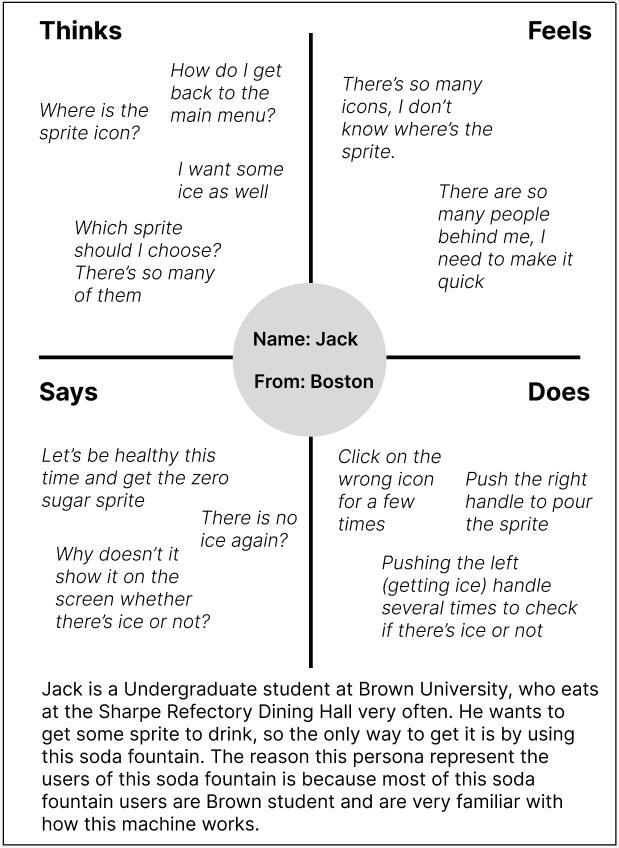 Thinks
Where is the
sprite icon?
How do I get
back to the
main menu?
I want some
ice as well
Which sprite
should I choose?
There's so many
of them
Feels
There's so many
icons, I don't
know where's the
sprite.
There are so
many people
behind me, I
need to make it
quick
Name: Jack
From: Boston
Says
Let's be healthy this
time and get the zero
sugar sprite
There is no
ice again?
Why doesn't it
show it on the
screen whether
there's ice or not?
Does
Click on the
wrong icon
for a few
times
Push the right
handle to pour
the sprite
Pushing the left
(getting ice) handle
several times to check
if there's ice or not
Jack is a Undergraduate student at Brown University, who eats
at the Sharpe Refectory Dining Hall very often. He wants to
get some sprite to drink, so the only way to get it is by using
this soda fountain. The reason this persona represent the
users of this soda fountain is because most of this soda
fountain users are Brown student and are very familiar with
how this machine works.